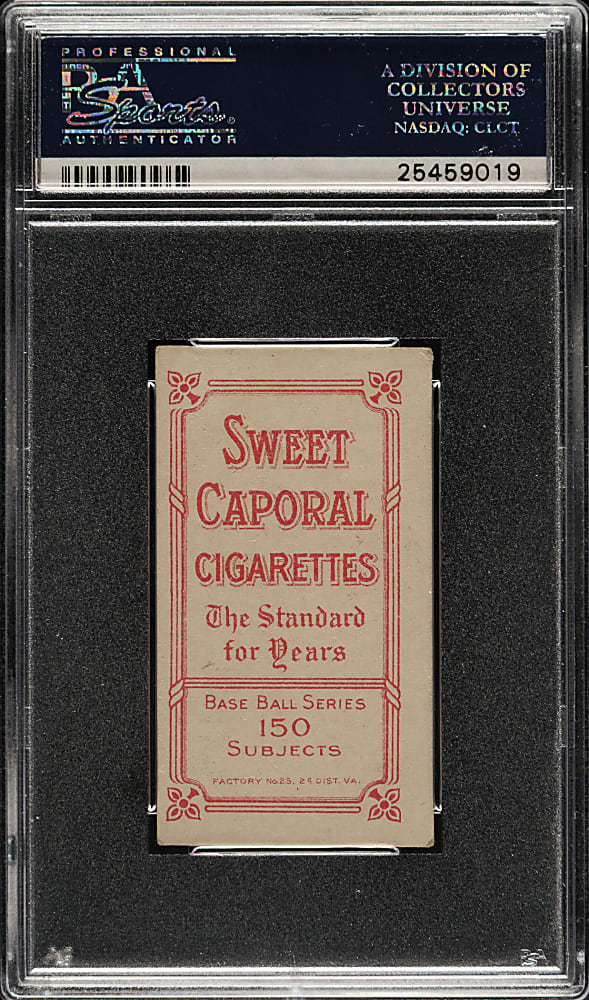 PROFESSIONAL
PSA
Sports
AUTHENTICATOR
A DIVISION OF
COLLECTORS
UNIVERSE
NASDAQ: CLCT
25459019
SWEET
CAPORAL
CIGARETTES
The Standard
for Years
BASE BALL SERIES
150
SUBJECTS
FACTORY No.25, 2d DIST. VA.